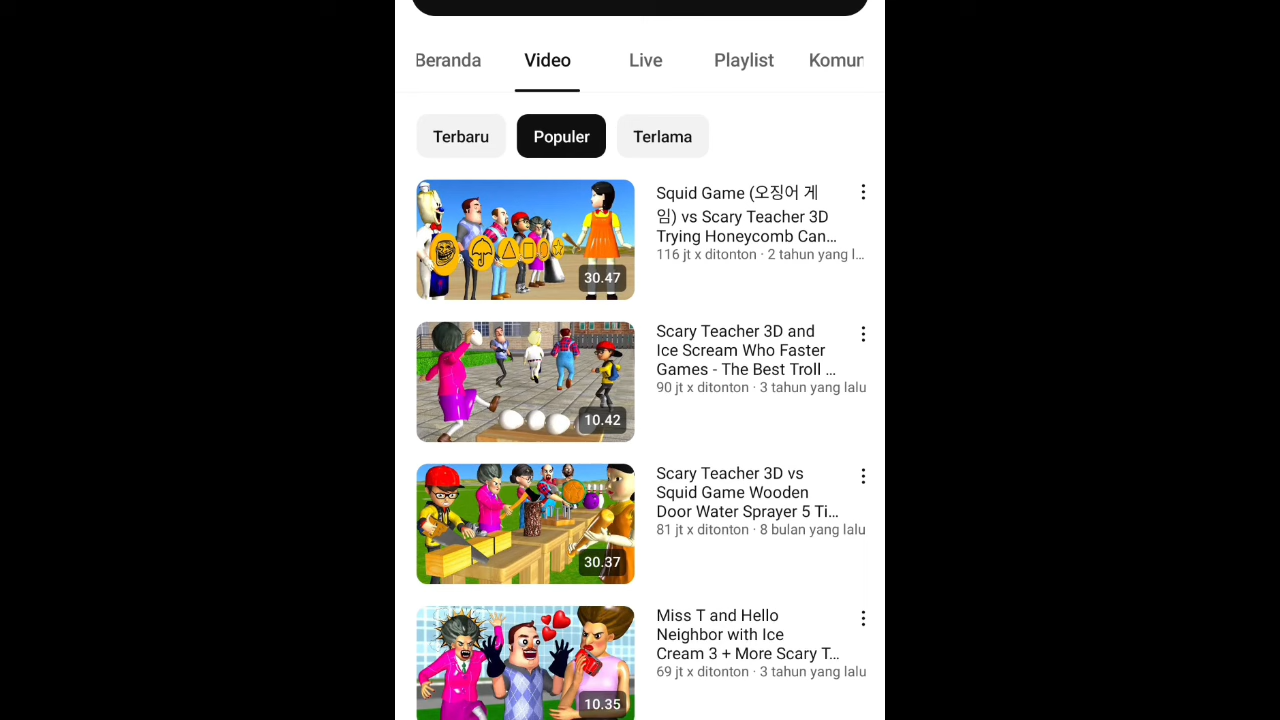 Beranda
Video
Live
Playlist
Komun
Terbaru
Populer
Terlama
Squid Game (오징어 게
임) vs Scary Teacher 3D
Trying Honeycomb Can...
116 jt x ditonton · 2 tahun yang l...
30.47
Scary Teacher 3D and
Ice Scream Who Faster
Games - The Best Troll ...
90 jt x ditonton · 3 tahun yang lalu
10.42
Scary Teacher 3D vs
Squid Game Wooden
Door Water Sprayer 5 Ti...
81 jt x ditonton · 8 bulan yang lalu
30.37
Miss T and Hello
Neighbor with Ice
Cream 3 + More Scary T...
69 jt x ditonton · 3 tahun yang lalu
10.35